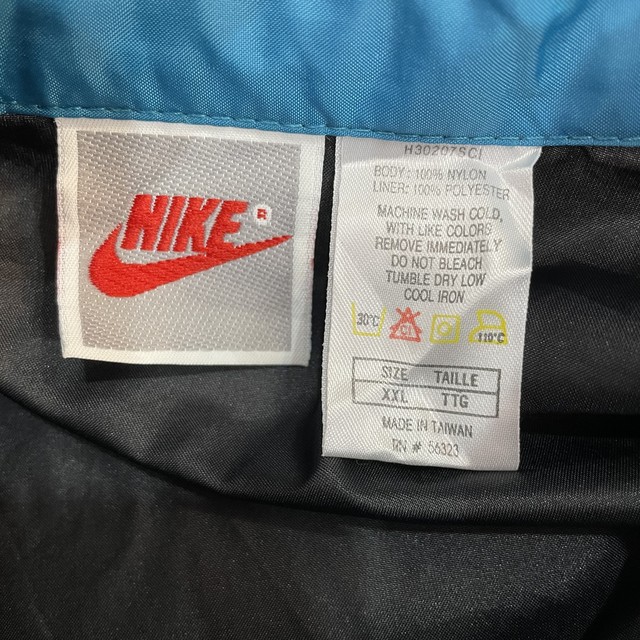 NIKE®
H30207SCI
BODY: 100% NYLON
LINER: 100% POLYESTER
MACHINE WASH COLD,
WITH LIKE COLORS
REMOVE IMMEDIATELY
DO NOT BLEACH
TUMBLE DRY LOW
COOL IRON
30°C Cl 110°C
SIZE TAILLE
XXL TTG
MADE IN TAIWAN
RN # 56323